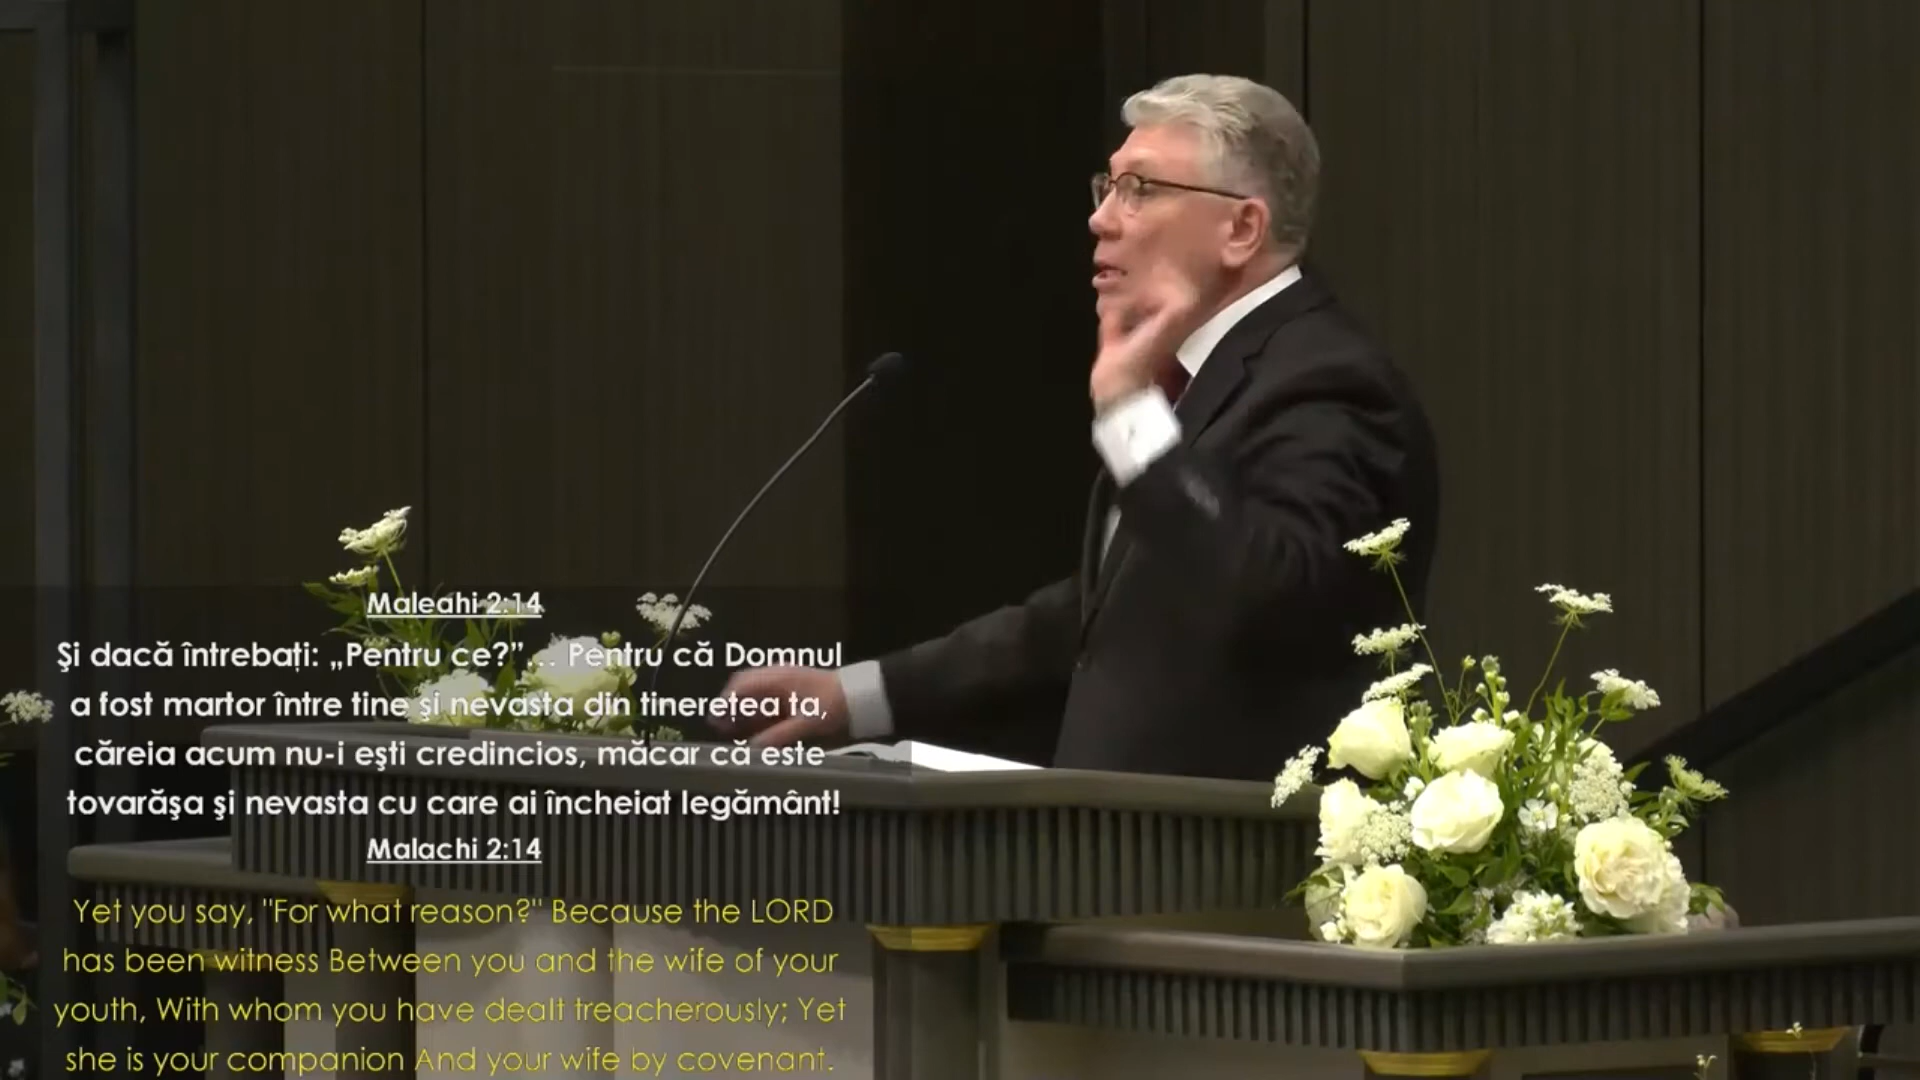 Maleahi 2:14
Şi dacă întrebați: „Pentru ce?”… Pentru că Domnul
a fost martor între tine şi nevasta din tinerețea ta,
căreia acum nu-i eşti credincios, măcar că este
tovarăşa şi nevasta cu care ai încheiat legământ!
Malachi 2:14
Yet you say, "For what reason?" Because the LORD
has been witness Between you and the wife of your
youth, With whom you have dealt treacherously; Yet
she is your companion And your wife by covenant.